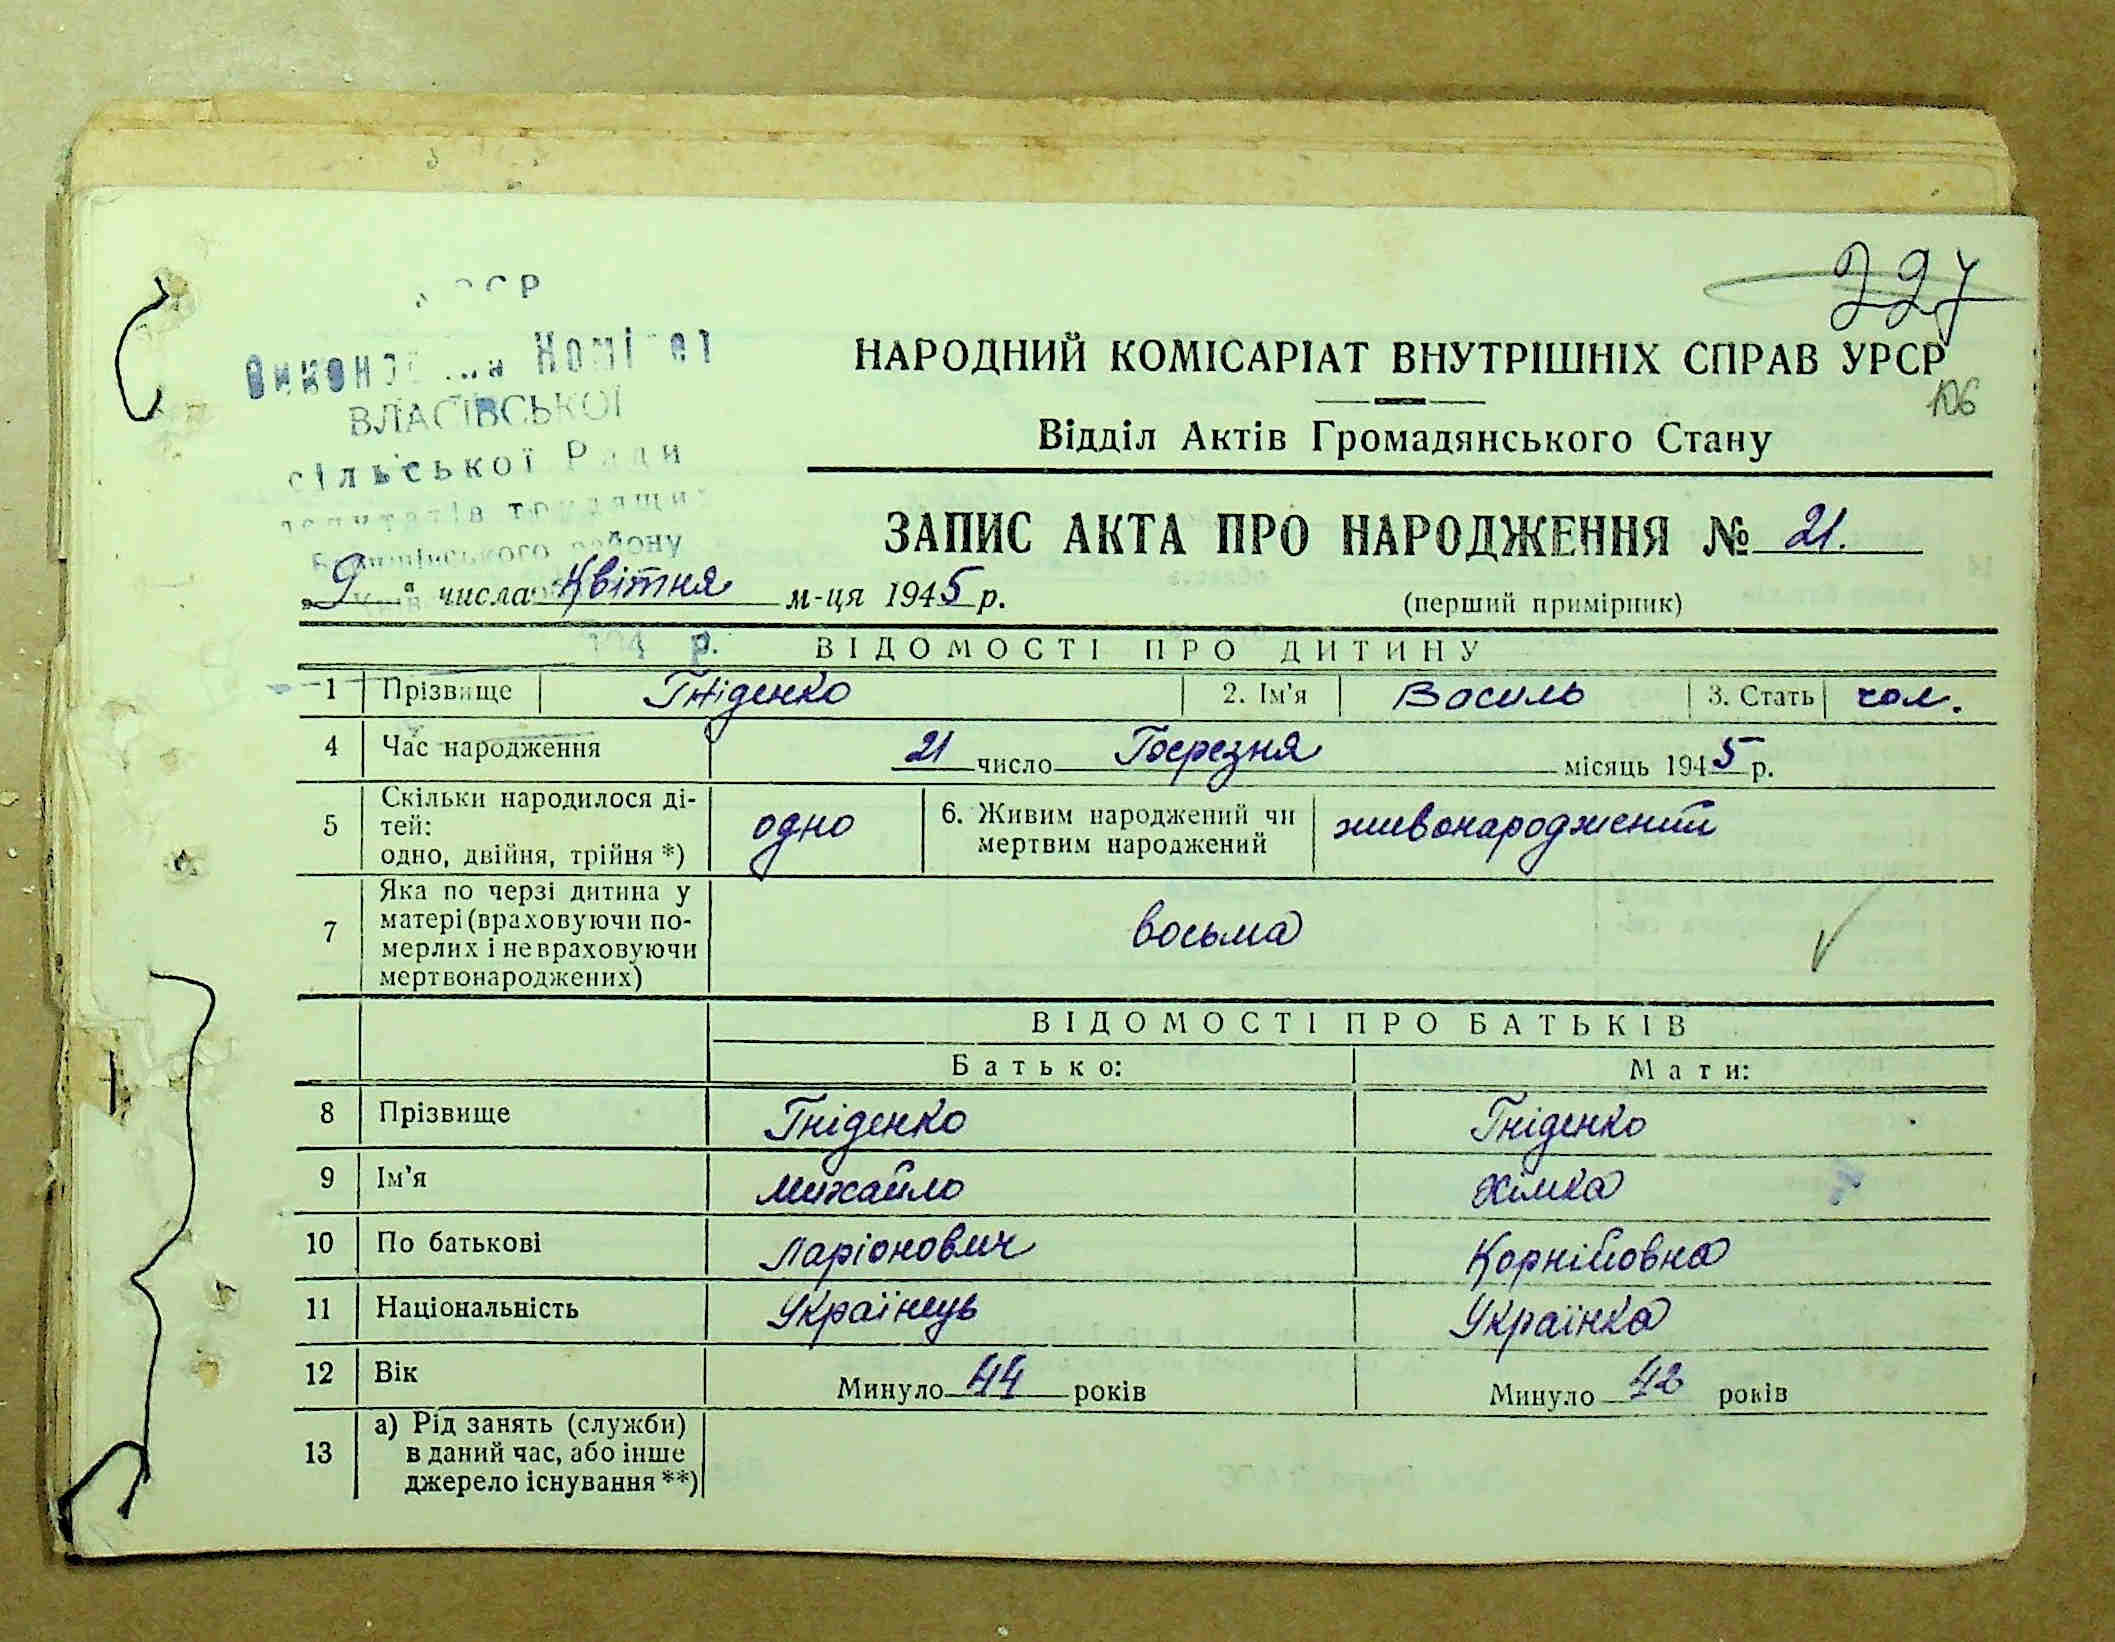 227
Виконавчий Комітет
НАРОДНИЙ КОМІСАРІАТ ВНУТРІШНІХ СПРАВ УРСР
106
ВЛАСІВСЬКОЇ
Відділ Актів Громадянського Стану
сільської Ради
депутатів трудящих
ЗАПИС АКТА ПРО НАРОДЖЕННЯ № 21.
району
„9" числа Квітня м-ця 1945 р.
(перший примірник)
194 р.
ВІДОМОСТІ ПРО ДИТИНУ
1 Прізвище Гніденко 2. Ім'я Василь 3. Стать чол.
4 Час народження 21 число Березня місяць 1945 р.
5 Скільки народилося ді-
тей:
одно, двійня, трійня *)
одно
6. Живим народжений чи
мертвим народжений
живонароджений
7 Яка по черзі дитина у
матері (враховуючи по-
мерлих і не враховуючи
мертвонароджених)
восьма
ВІДОМОСТІ ПРО БАТЬКІВ
Батько: Мати:
8 Прізвище Гніденко Гніденко
9 Ім'я Михайло Хімка
10 По батькові Ларіонович Корнійовна
11 Національність Українець Українка
12 Вік Минуло 44 років Минуло 42 років
13 а) Рід занять (служби)
в даний час, або інше
джерело існування **)